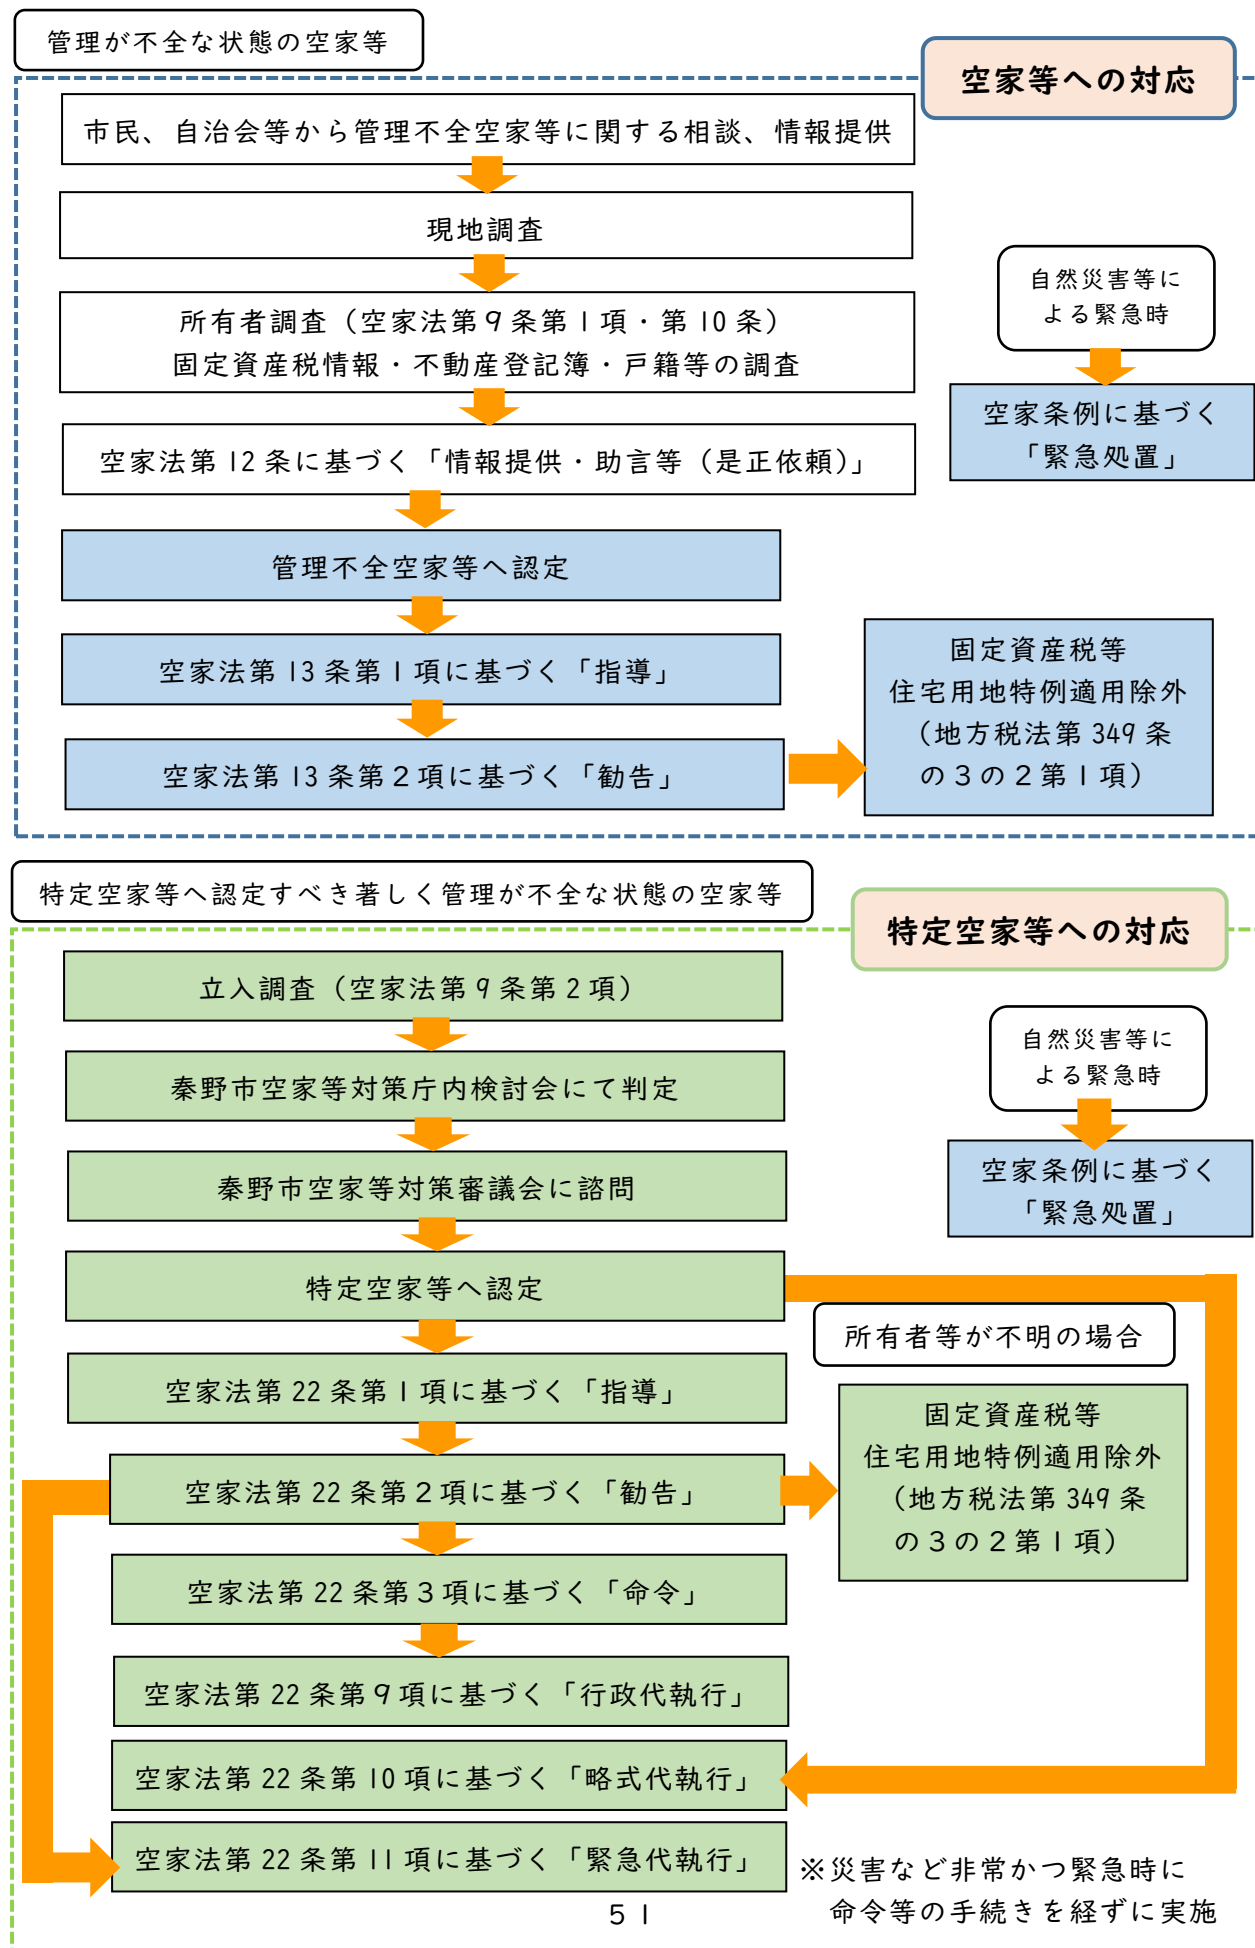 管理が不全な状態の空家等
空家等への対応
市民、自治会等から管理不全空家等に関する相談、情報提供
現地調査
所有者調査（空家法第９条第１項・第10条）
固定資産税情報・不動産登記簿・戸籍等の調査
空家法第12条に基づく「情報提供・助言等（是正依頼）」
自然災害等に
よる緊急時
空家条例に基づく
「緊急処置」
管理不全空家等へ認定
空家法第13条第１項に基づく「指導」
空家法第13条第２項に基づく「勧告」
固定資産税等
住宅用地特例適用除外
（地方税法第349条
の３の２第１項）
特定空家等へ認定すべき著しく管理が不全な状態の空家等
特定空家等への対応
立入調査（空家法第９条第２項）
秦野市空家等対策庁内検討会にて判定
秦野市空家等対策審議会に諮問
自然災害等に
よる緊急時
空家条例に基づく
「緊急処置」
特定空家等へ認定
所有者等が不明の場合
空家法第22条第１項に基づく「指導」
空家法第22条第２項に基づく「勧告」
固定資産税等
住宅用地特例適用除外
（地方税法第349条
の３の２第１項）
空家法第22条第３項に基づく「命令」
空家法第22条第９項に基づく「行政代執行」
空家法第22条第10項に基づく「略式代執行」
空家法第22条第11項に基づく「緊急代執行」
※災害など非常かつ緊急時に
命令等の手続きを経ずに実施
51